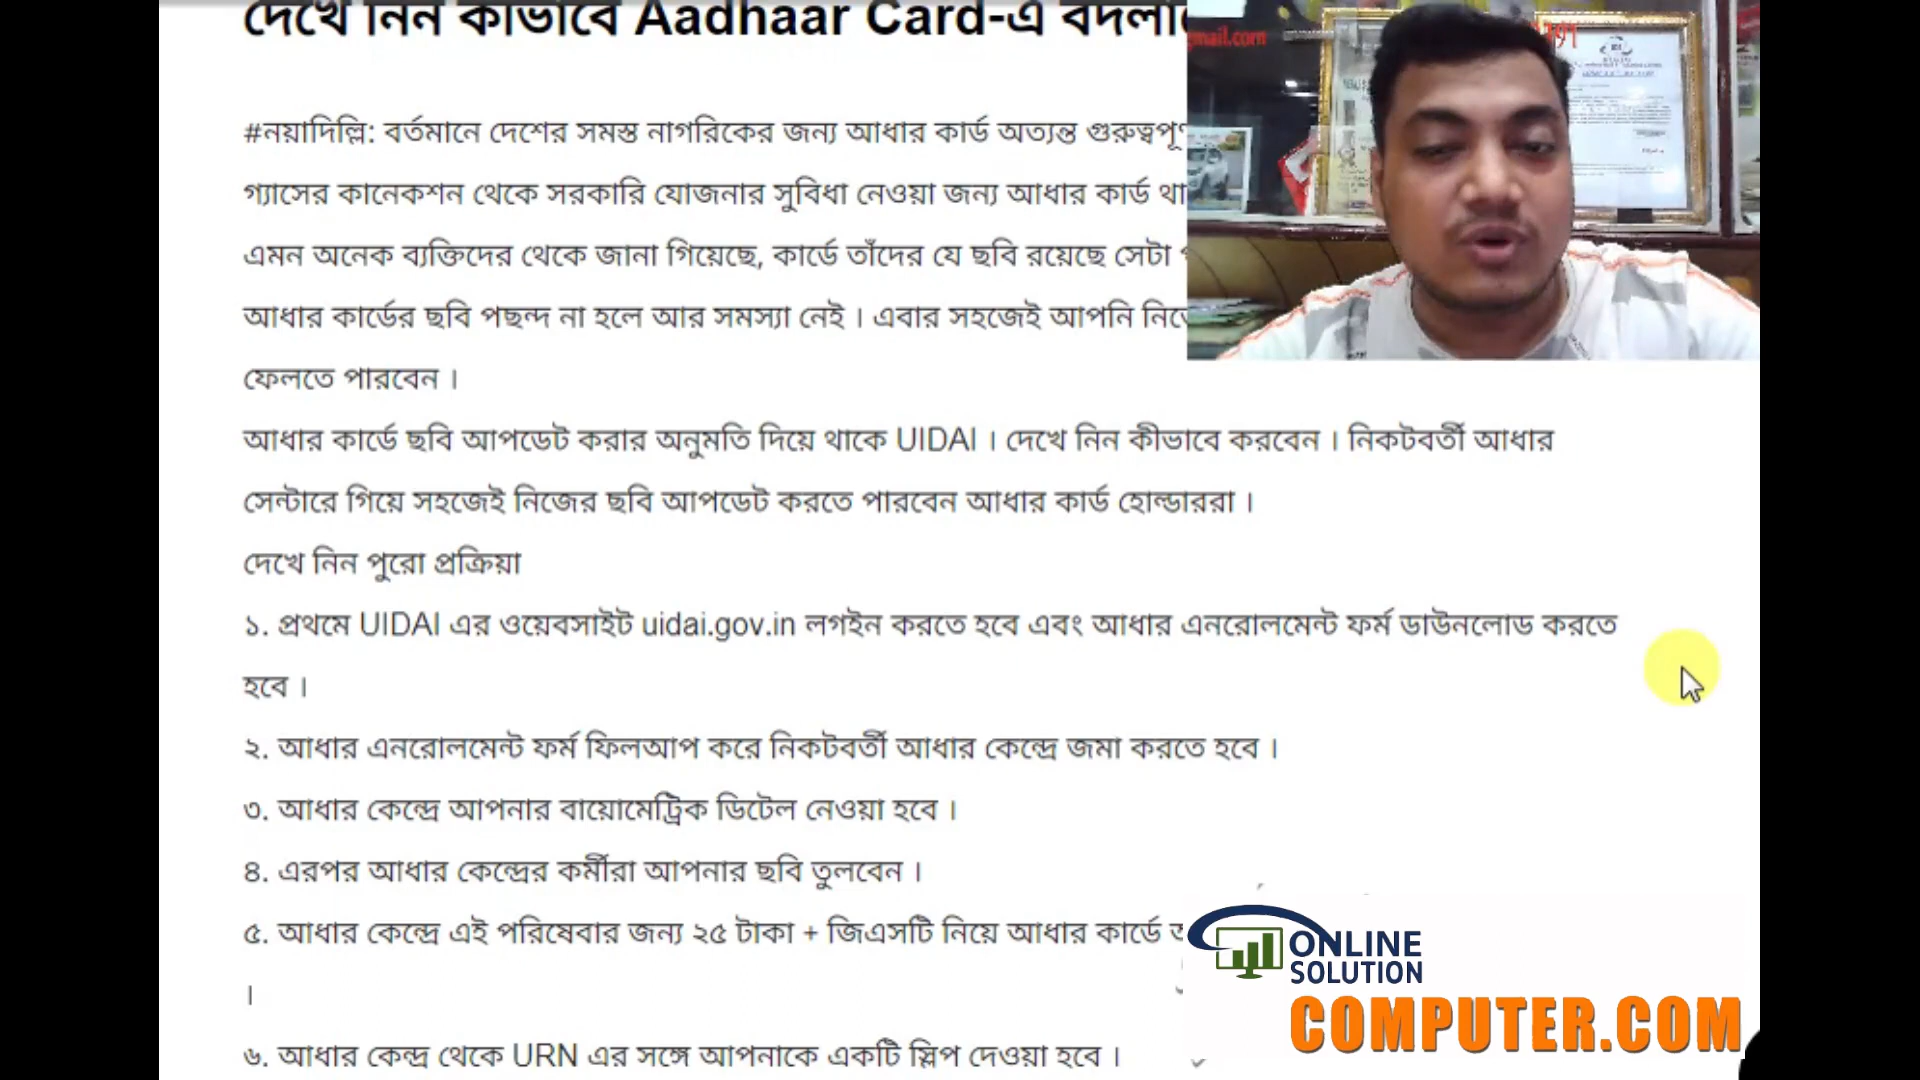 দেখে নিন কীভাবে Aadhaar Card-এ
#নয়াদিল্লি: বর্তমানে দেশের সমস্ত নাগরিকের জন্য আধার কার্ড অত্যন্ত
mail.com
গ্যাসের কানেকশন থেকে সরকারি যোজনার সুবিধা নেওয়া জন্য আধার কার্ড
এমন অনেক ব্যক্তিদের থেকে জানা গিয়েছে, কার্ডে তাঁদের যে ছবি রয়েছে সেটা
আধার কার্ডের ছবি পছন্দ না হলে আর সমস্যা নেই । এবার সহজেই আপনি
ফেলতে পারবেন ।
আধার কার্ডে ছবি আপডেট করার অনুমতি দিয়ে থাকে UIDAI । দেখে নিন কীভাবে করবেন । নিকটবর্তী আধার
সেন্টারে গিয়ে সহজেই নিজের ছবি আপডেট করতে পারবেন আধার কার্ড হোল্ডাররা ।
দেখে নিন পুরো প্রক্রিয়া
১. প্রথমে UIDAI এর ওয়েবসাইট uidai.gov.in লগইন করতে হবে এবং আধার এনরোলমেন্ট ফর্ম ডাউনলোড করতে
হবে ।
২. আধার এনরোলমেন্ট ফর্ম ফিলআপ করে নিকটবর্তী আধার কেন্দ্রে জমা করতে হবে ।
৩. আধার কেন্দ্রে আপনার বায়োমেট্রিক ডিটেল নেওয়া হবে ।
৪. এরপর আধার কেন্দ্রের কর্মীরা আপনার ছবি তুলবেন ।
৫. আধার কেন্দ্রে এই পরিষেবার জন্য ২৫ টাকা + জিএসটি নিয়ে আধার কার্ডে
।
৬. আধার কেন্দ্র থেকে URN এর সঙ্গে আপনাকে একটি স্লিপ দেওয়া হবে ।
ONLINE
SOLUTION
COMPUTER.COM